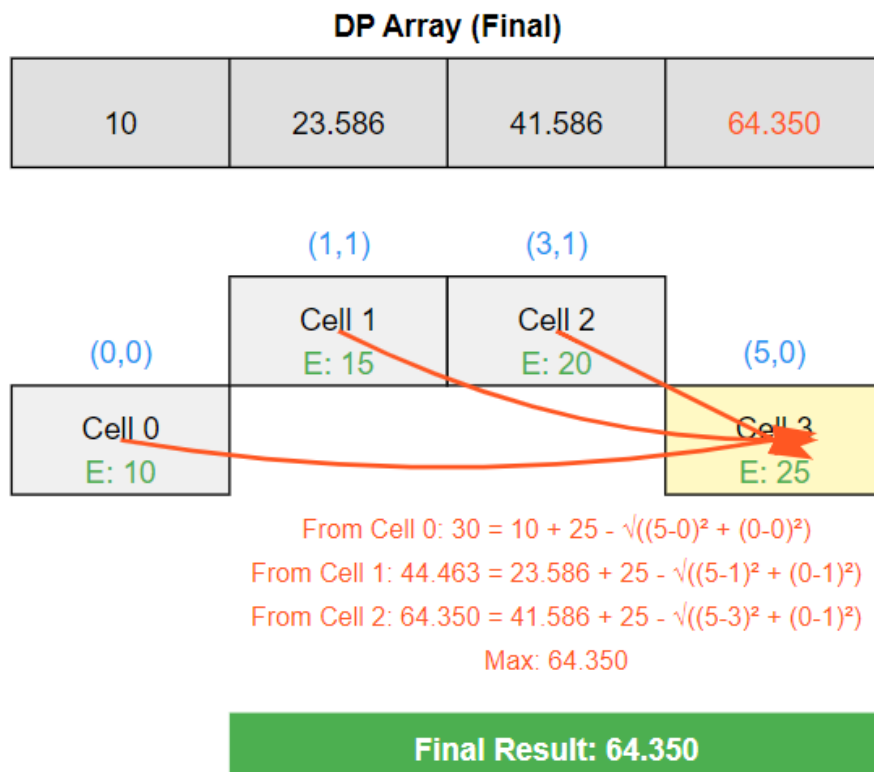 DP Array (Final)
10 23.586 41.586 64.350
(1,1) (3,1)
Cell 1 Cell 2
(0,0) E: 15 E: 20 (5,0)
Cell 0 Cell 3
E: 10 E: 25
From Cell 0: 30 = 10 + 25 - √((5-0)² + (0-0)²)
From Cell 1: 44.463 = 23.586 + 25 - √((5-1)² + (0-1)²)
From Cell 2: 64.350 = 41.586 + 25 - √((5-3)² + (0-1)²)
Max: 64.350
Final Result: 64.350